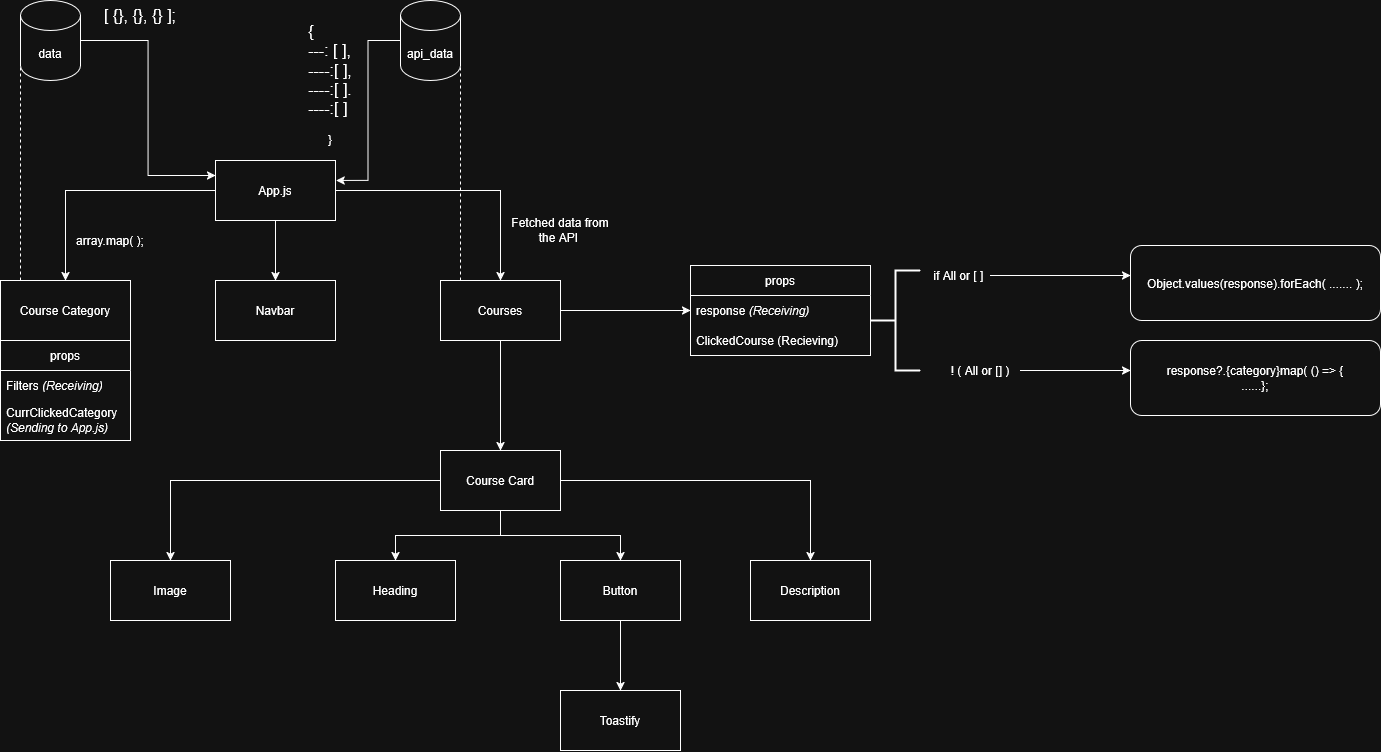 [ {}, {}, {} ];
data
{
---: [ ],
----:[ ],
----:[ ].
----:[ ]
}
api_data
App.js
array.map( );
Fetched data from
the API
Course Category
props
Filters (Receiving)
CurrClickedCategory
(Sending to App.js)
Navbar
Courses
props
response (Receiving)
ClickedCourse (Recieving)
if All or [ ]
Object.values(response).forEach( ....... );
! ( All or [] )
response?.{category}map( () => {
......};
Course Card
Image
Heading
Button
Description
Toastify